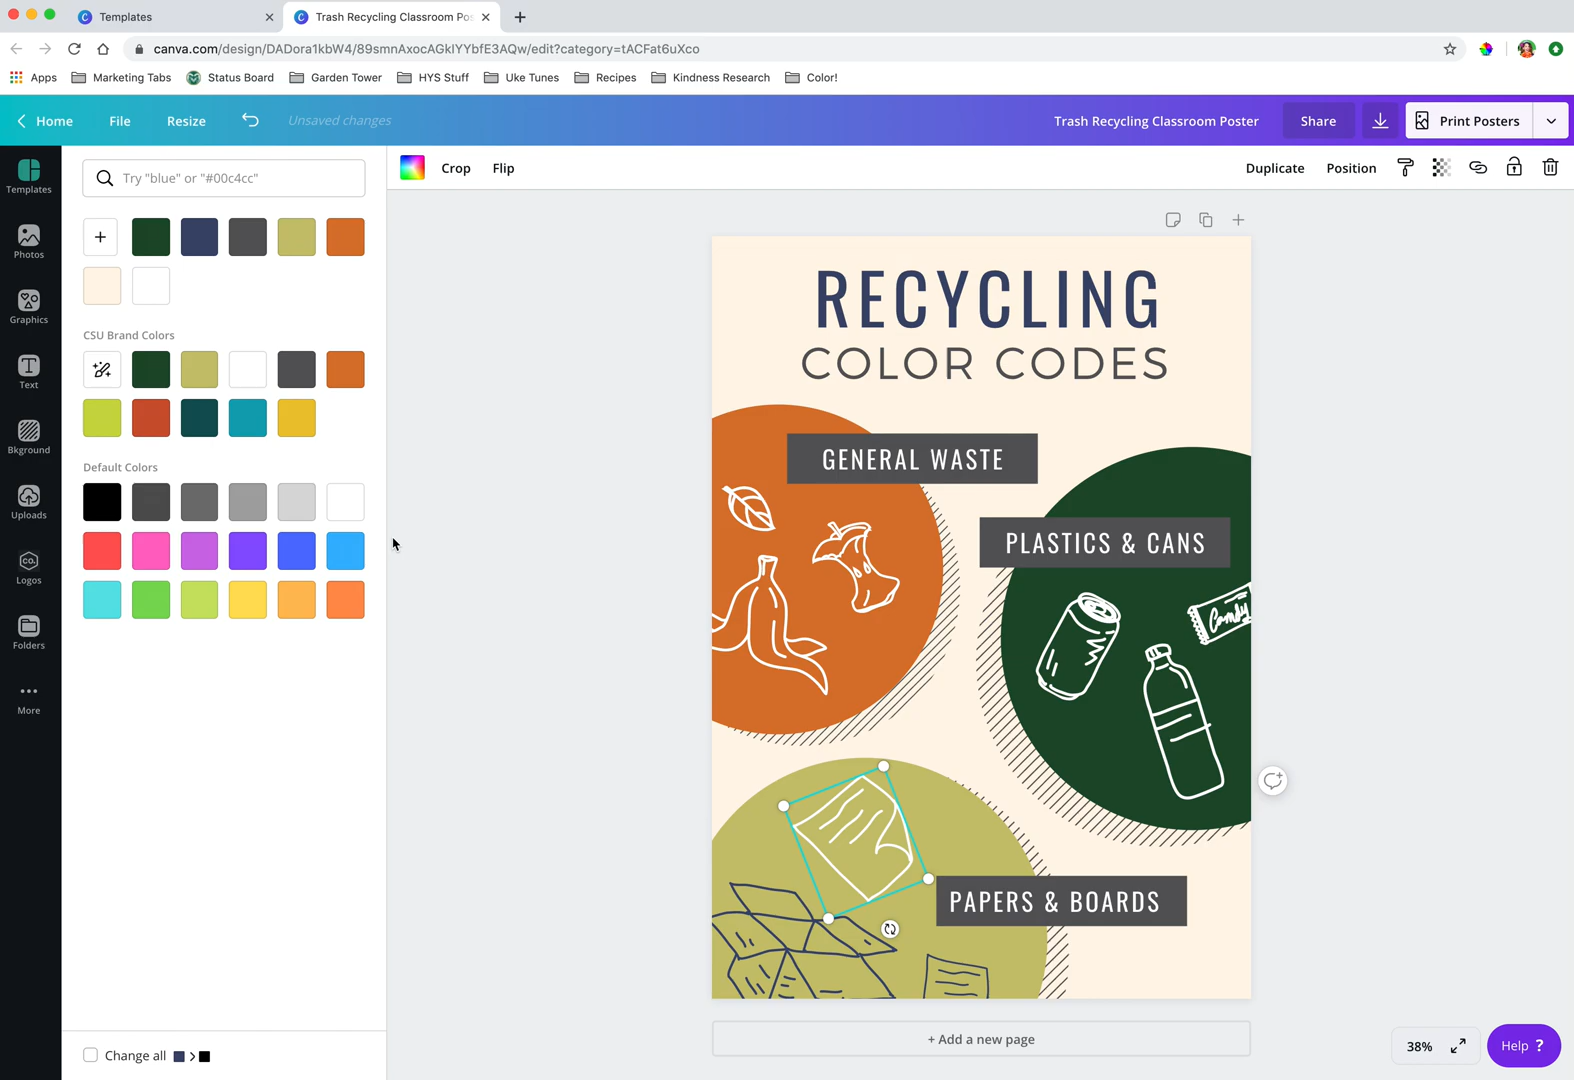 Templates
Trash Recycling Classroom Pos
canva.com/design/DADora1kbW4/89smnAxocAGkIYYbfE3AQw/edit?category=tACFat6uXco
Apps
Marketing Tabs
Status Board
Garden Tower
HYS Stuff
Uke Tunes
Recipes
Kindness Research
Color!
Home
File
Resize
Unsaved changes
Trash Recycling Classroom Poster
Share
Print Posters
Templates
Photos
Graphics
Text
Bkground
Uploads
CO.
Logos
Folders
More
Try "blue" or "#00c4cc"
CSU Brand Colors
Default Colors
Change all
Crop
Flip
Duplicate
Position
RECYCLING
COLOR CODES
GENERAL WASTE
PLASTICS & CANS
Candy
PAPERS & BOARDS
+ Add a new page
38%
Help ?